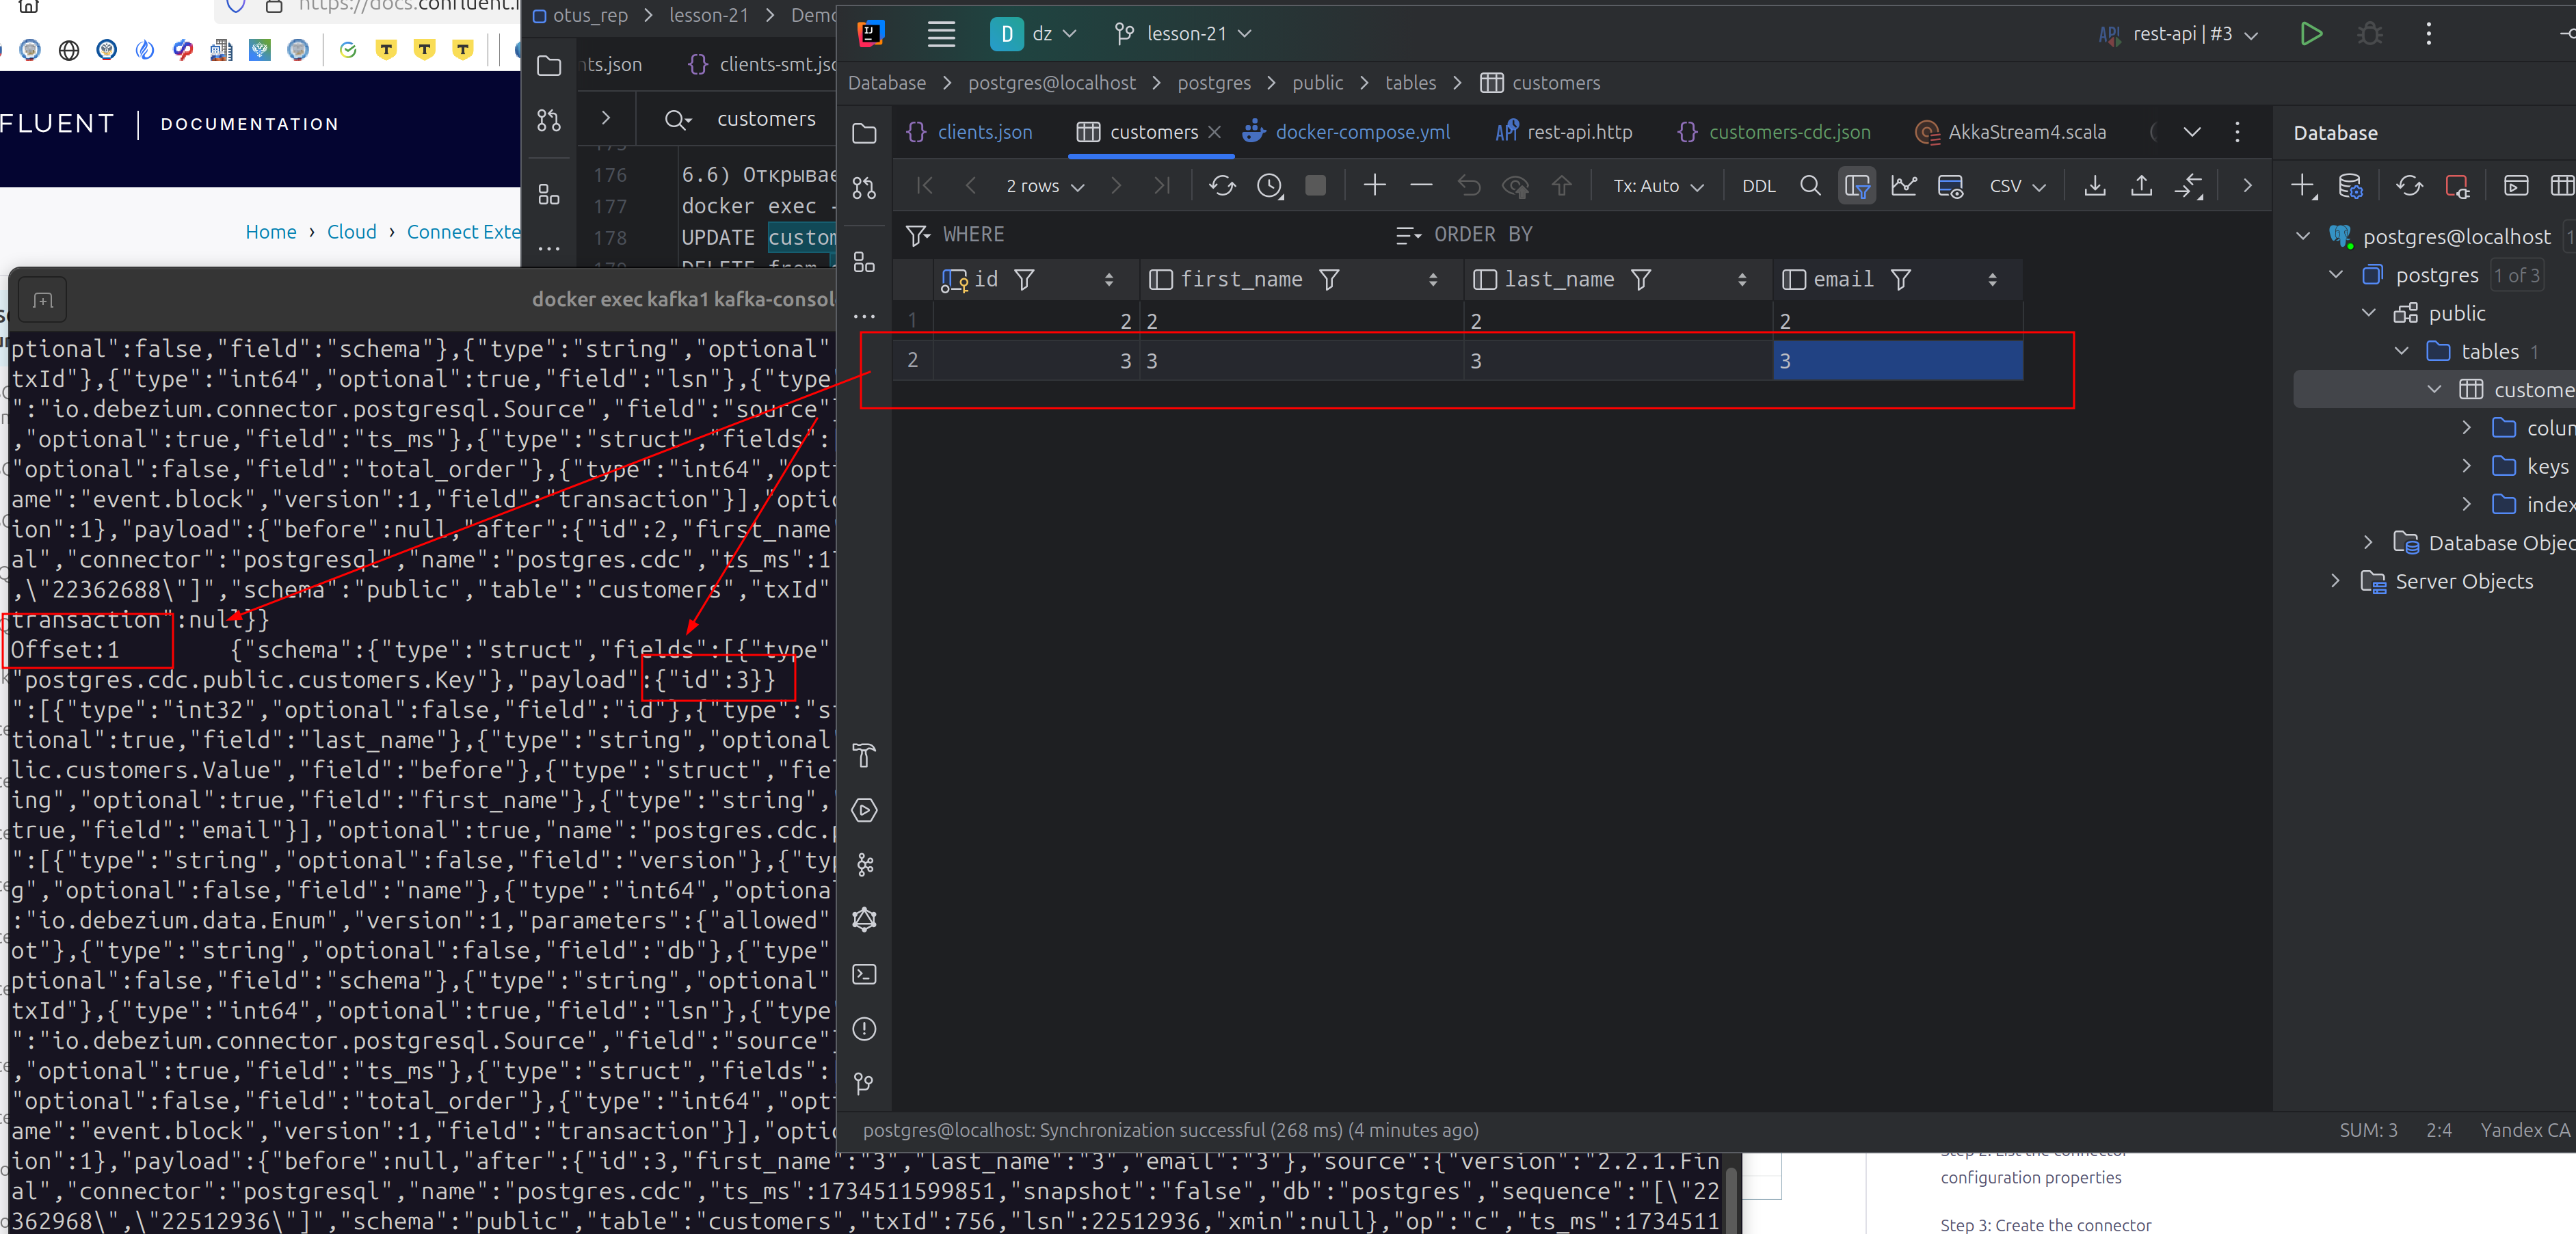 https://docs.confluent.i
FLUENT | DOCUMENTATION
Home › Cloud › Connect Exte
otus_rep > lesson-21 > Demo
nts.json
clients-smt.jsc
customers
175
176 6.6) Открывае
177 docker exec -
178 UPDATE custom
DELETE from
docker exec kafka1 kafka-consol
ptional":false,"field":"schema"},{"type":"string","optional"
txId"},{"type":"int64","optional":true,"field":"lsn"},{"type"
":"io.debezium.connector.postgresql.Source","field":"source"
,"optional":true,"field":"ts_ms"},{"type":"struct","fields":
"optional":false,"field":"total_order"},{"type":"int64","opt
ame":"event.block","version":1,"field":"transaction"}],"optio
ion":1},"payload":{"before":null,"after":{"id":2,"first_name"
al","connector":"postgresql","name":"postgres.cdc","ts_ms":1
,\"22362688\"]","schema":"public","table":"customers","txId"
transaction":null}}
Offset:1 {"schema":{"type":"struct","fields":[{"type"
"postgres.cdc.public.customers.Key"},"payload":{"id":3}}
":[{"type":"int32","optional":false,"field":"id"},{"type":"s
tional":true,"field":"last_name"},{"type":"string","optional"
lic.customers.Value","field":"before"},{"type":"struct","fie
ing","optional":true,"field":"first_name"},{"type":"string",
true,"field":"email"}],"optional":true,"name":"postgres.cdc.
":[{"type":"string","optional":false,"field":"version"},{"typ
g","optional":false,"field":"name"},{"type":"int64","optional
:"io.debezium.data.Enum","version":1,"parameters":{"allowed"
ot"},{"type":"string","optional":false,"field":"db"},{"type"
ptional":false,"field":"schema"},{"type":"string","optional"
txId"},{"type":"int64","optional":true,"field":"lsn"},{"type"
":"io.debezium.connector.postgresql.Source","field":"source"
,"optional":true,"field":"ts_ms"},{"type":"struct","fields":
"optional":false,"field":"total_order"},{"type":"int64","opt
ame":"event.block","version":1,"field":"transaction"}],"optio
ion":1},"payload":{"before":null,"after":{"id":3,"first_name":"3","last_name":"3","email":"3"},"source":{"version":"2.2.1.Fin
al","connector":"postgresql","name":"postgres.cdc","ts_ms":1734511599851,"snapshot":"false","db":"postgres","sequence":"[\"22
362968\",\"22512936\"]","schema":"public","table":"customers","txId":756,"lsn":22512936,"xmin":null},"op":"c","ts_ms":1734511
D dz lesson-21
rest-api | #3
Database > postgres@localhost > postgres > public > tables > customers
clients.json customers docker-compose.yml rest-api.http customers-cdc.json AkkaStream4.scala
2 rows Tx: Auto DDL CSV
WHERE ORDER BY
id first_name last_name email
1 2 2 2 2
2 3 3 3 3
postgres@localhost: Synchronization successful (268 ms) (4 minutes ago)
SUM: 3 2:4 Yandex CA
Database
postgres@localhost 1
postgres 1 of 3
public
tables 1
custome
colun
keys
index
Database Objec
Server Objects
Step 2: List the connector
configuration properties
Step 3: Create the connector